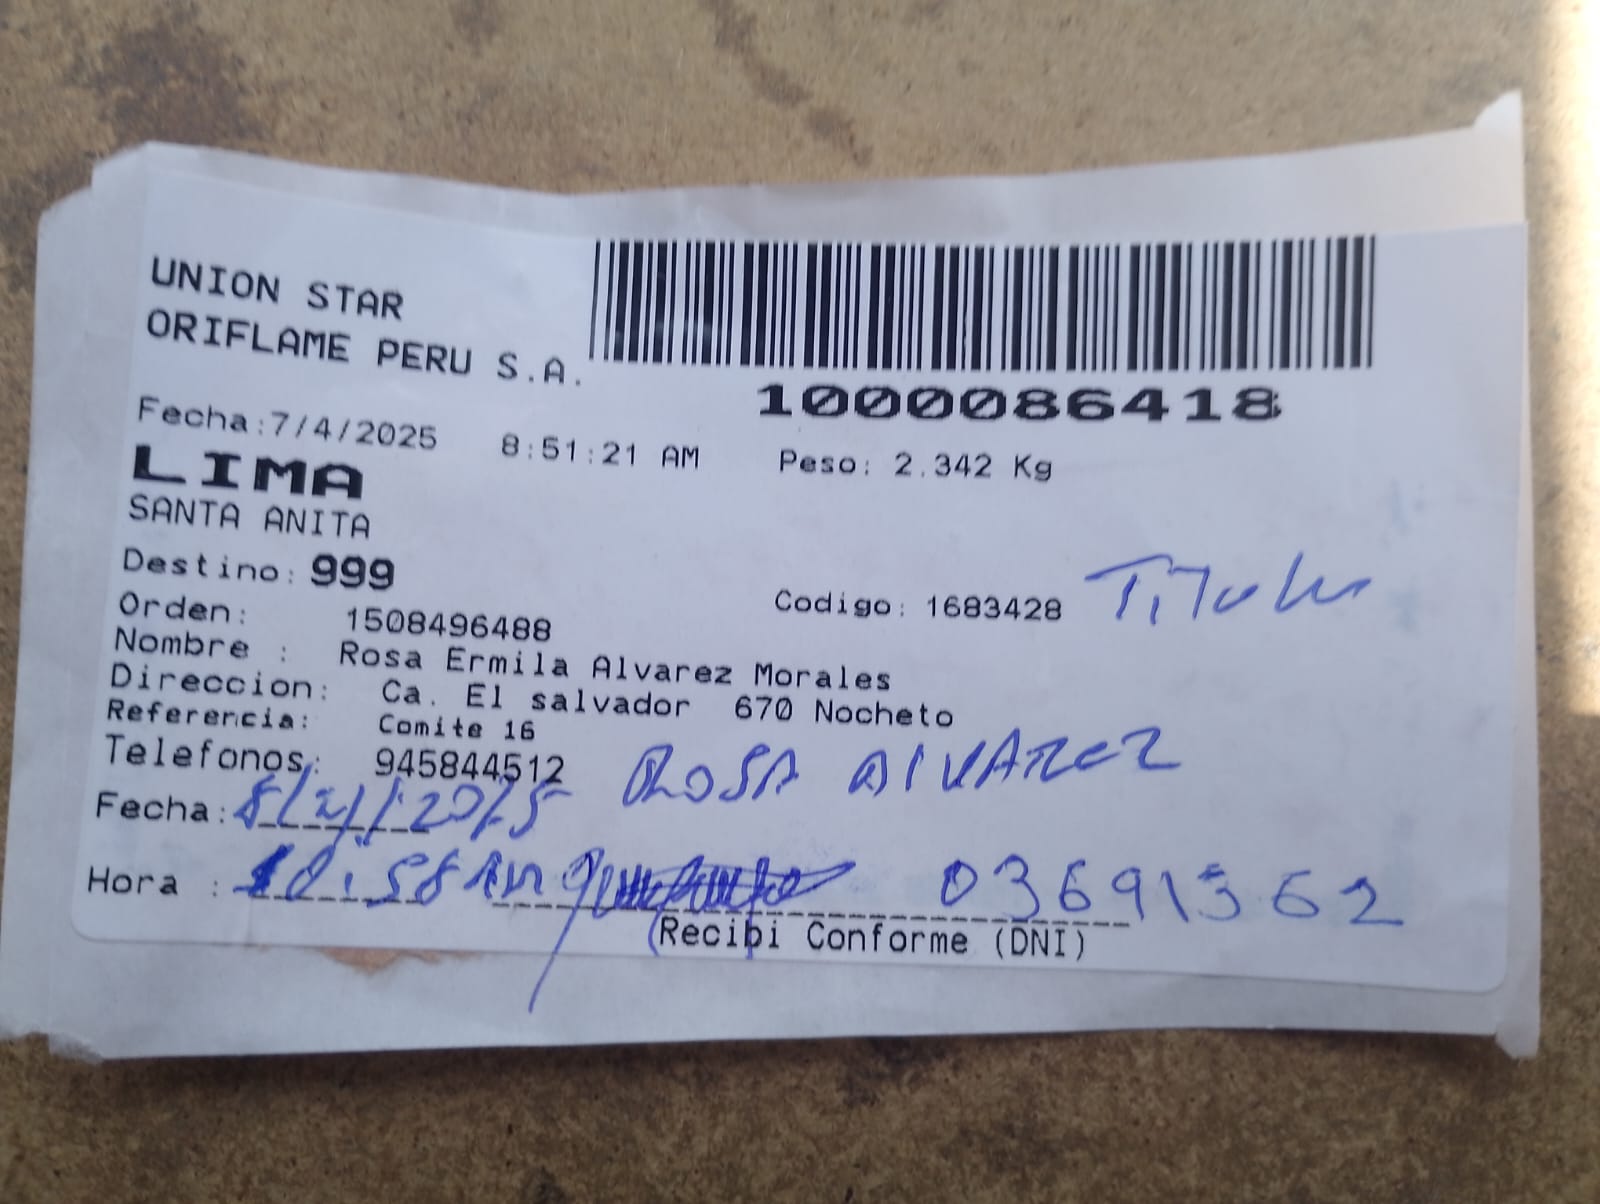 UNION STAR
ORIFLAME PERU S.A.
1000086418
Fecha:7/4/2025 8:51:21 AM Peso: 2.342 Kg
LIMA
SANTA ANITA
Destino: 999
Codigo: 1683428 Titular
Orden: 1508496488
Nombre : Rosa Ermila Alvarez Morales
Direccion: Ca. El salvador 670 Nocheto
Referencia: Comite 16
Telefonos: 945844512
ROSA ALVAREZ
Fecha:
Hora : 03691362
Recibi Conforme (DNI)